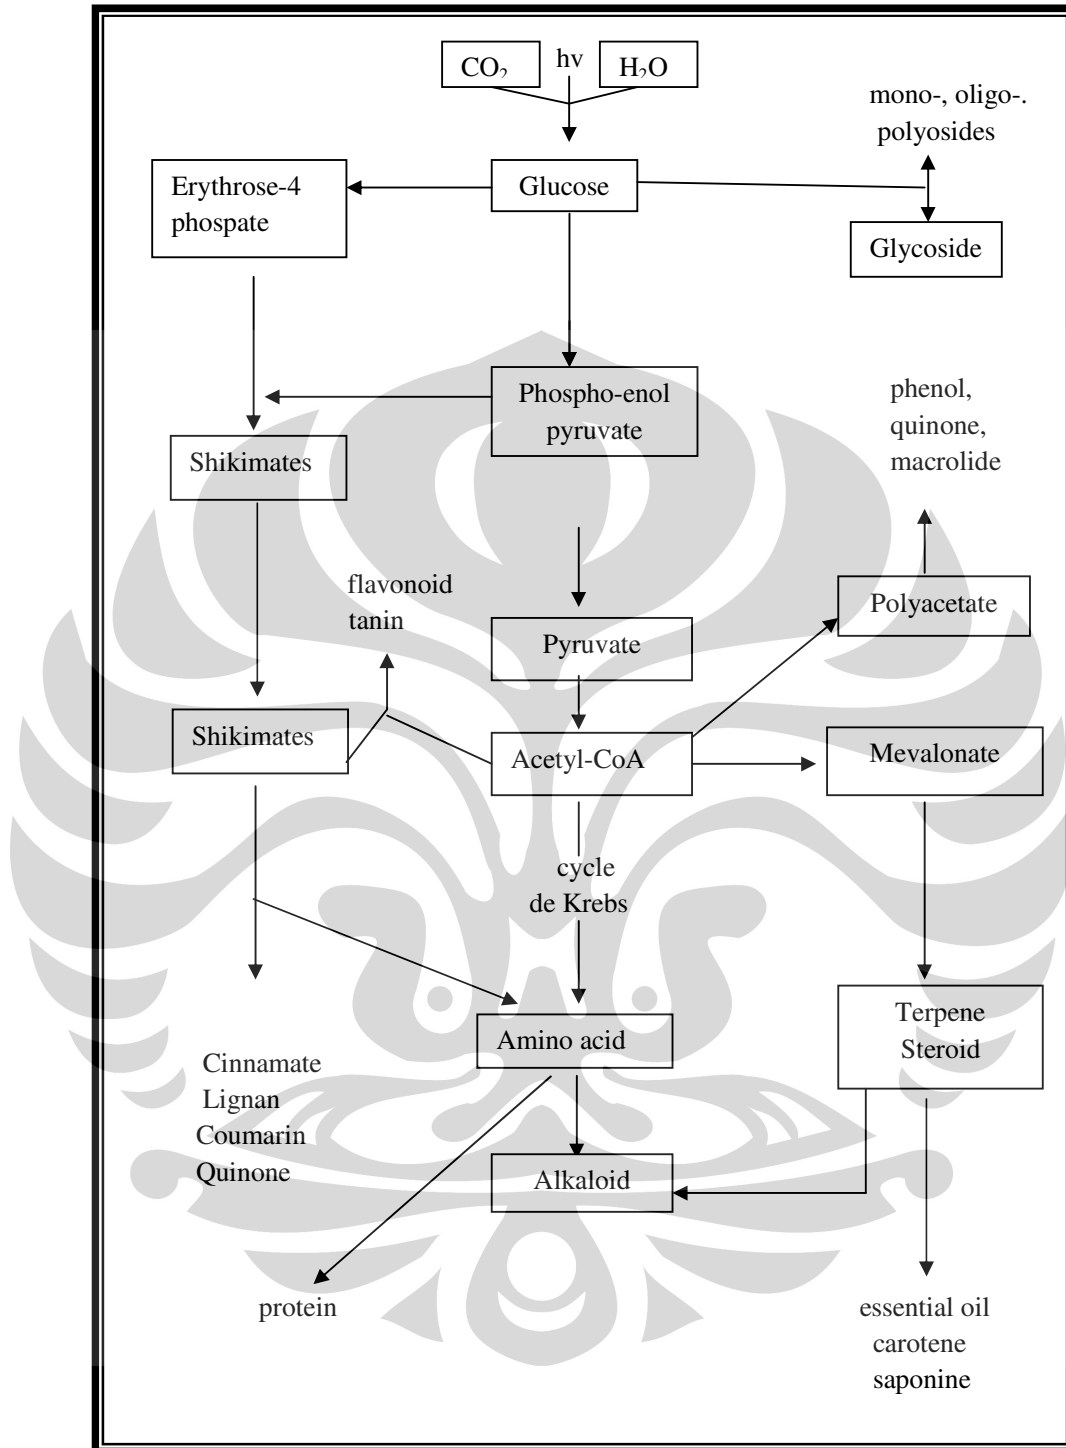 CO₂
hv
H₂O
mono-, oligo-.
polyosides
Erythrose-4
phospate
Glucose
Glycoside
Phospho-enol
pyruvate
phenol,
quinone,
macrolide
Shikimates
flavonoid
tanin
Polyacetate
Pyruvate
Shikimates
Acetyl-CoA
Mevalonate
cycle
de Krebs
Amino acid
Terpene
Steroid
Cinnamate
Lignan
Coumarin
Quinone
Alkaloid
protein
essential oil
carotene
saponine